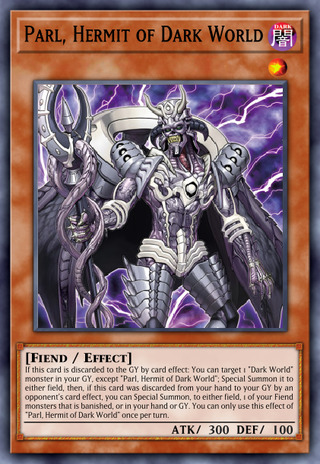 Parl, Hermit of Dark World
DARK
闇
[Fiend / Effect]
If this card is discarded to the GY by card effect: You can target 1 "Dark World"
monster in your GY, except "Parl, Hermit of Dark World"; Special Summon it to
either field, then, if this card was discarded from your hand to your GY by an
opponent's card effect, you can Special Summon, to either field, 1 of your Fiend
monsters that is banished, or in your hand or GY. You can only use this effect of
"Parl, Hermit of Dark World" once per turn.
ATK/ 300 DEF/ 100